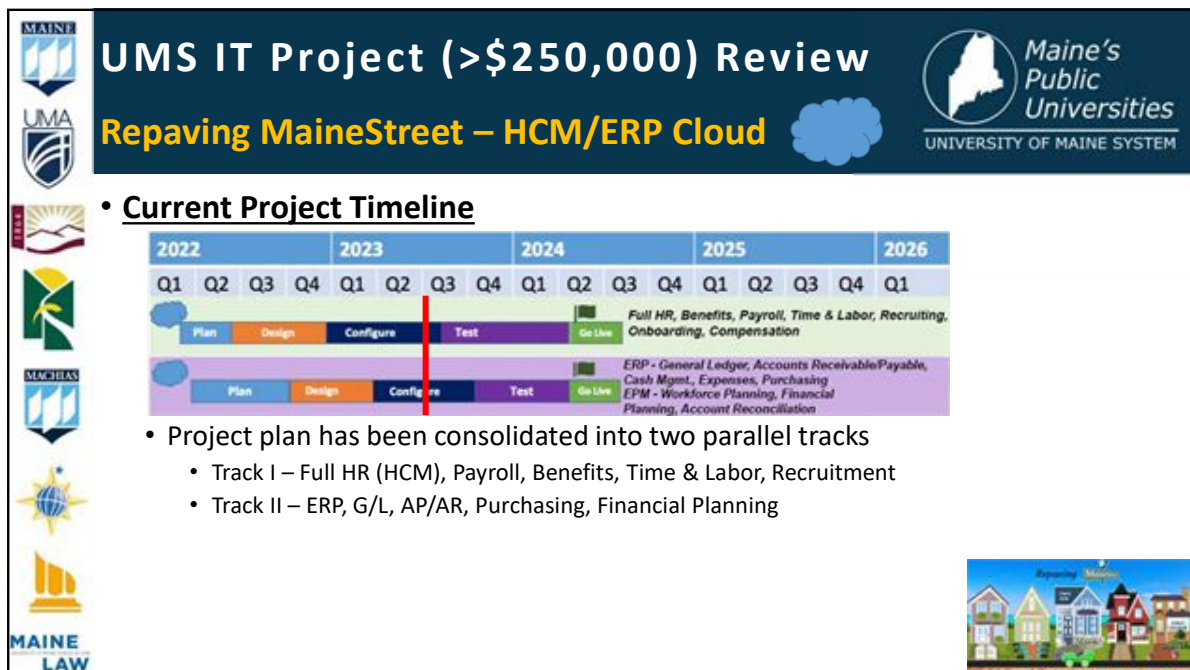 MAINE
UMS IT Project (>$250,000) Review
Maine's
Public
Universities
UNIVERSITY OF MAINE SYSTEM
UMA
Repaving MaineStreet – HCM/ERP Cloud
1864
• Current Project Timeline
2022 2023 2024 2025 2026
Q1 Q2 Q3 Q4 Q1 Q2 Q3 Q4 Q1 Q2 Q3 Q4 Q1 Q2 Q3 Q4 Q1
Plan Design Configure Test Go Live
Full HR, Benefits, Payroll, Time & Labor, Recruiting,
Onboarding, Compensation
Plan Design Configure Test Go Live
ERP - General Ledger, Accounts Receivable/Payable,
Cash Mgmt., Expenses, Purchasing
EPM - Workforce Planning, Financial
Planning, Account Reconciliation
MACHIAS
• Project plan has been consolidated into two parallel tracks
• Track I – Full HR (HCM), Payroll, Benefits, Time & Labor, Recruitment
• Track II – ERP, G/L, AP/AR, Purchasing, Financial Planning
Repaving
MAINE
LAW